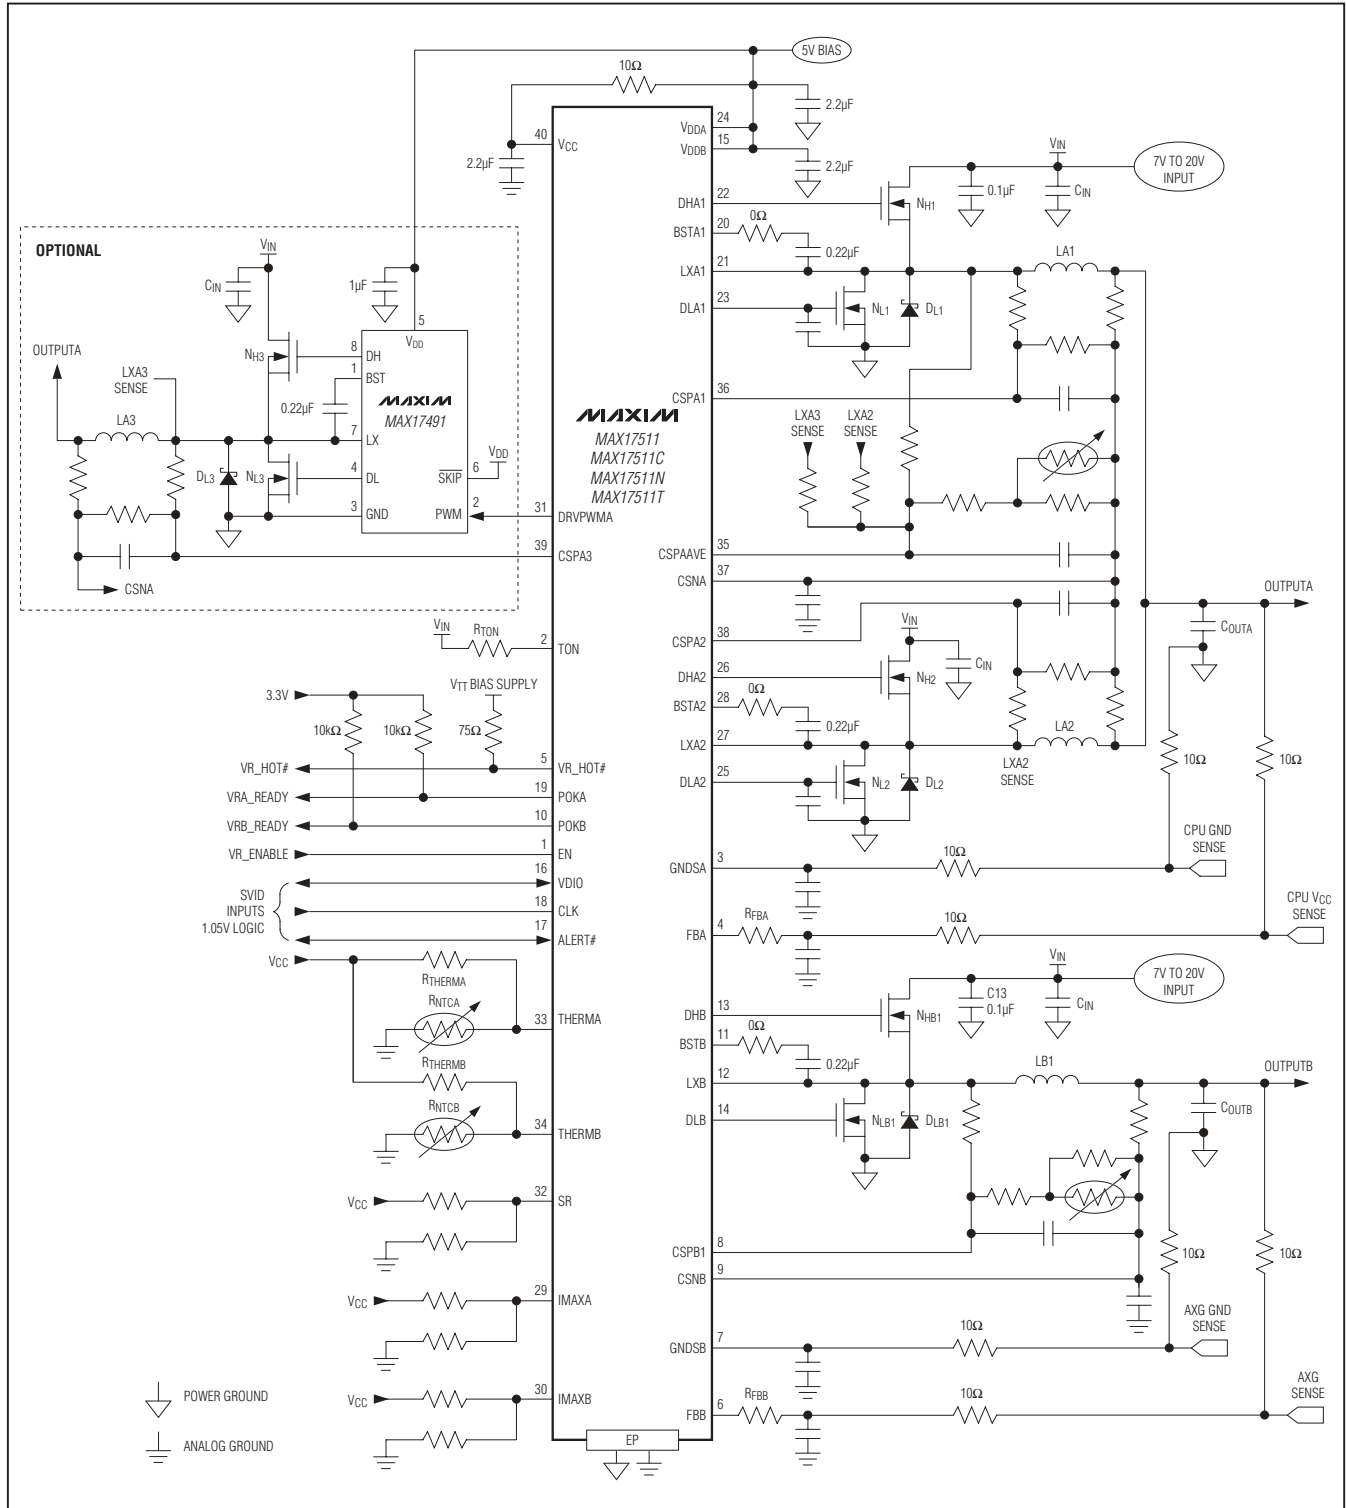 5V BIAS
10Ω
2.2µF
24
VDDA
15
VDDB
2.2µF
40
VCC
2.2µF
VIN
7V TO 20V
INPUT
0.1µF
CIN
22
DHA1
NH1
0Ω
20
BSTA1
0.22µF
21
LXA1
LA1
23
DLA1
NL1
DL1
36
CSPA1
OPTIONAL
VIN
CIN
1µF
5
VDD
OUTPUTA
NH3
8
DH
1
BST
LXA3
SENSE
0.22µF
MAXIM
MAX17491
LA3
7
LX
DL3
NL3
4
DL
6
SKIP
VDD
3
GND
2
PWM
31
DRVPWMA
39
CSPA3
CSNA
MAXIM
MAX17511
MAX17511C
MAX17511N
MAX17511T
LXA3
SENSE
LXA2
SENSE
35
CSPAAVE
37
CSNA
OUTPUTA
COUTA
38
CSPA2
VIN
CIN
26
DHA2
NH2
28
BSTA2
0Ω
0.22µF
27
LXA2
LA2
LXA2
SENSE
25
DLA2
NL2
DL2
10Ω
10Ω
VIN
RTON
2
TON
3.3V
VTT BIAS SUPPLY
10kΩ
10kΩ
75Ω
VR_HOT#
5
VR_HOT#
VRA_READY
19
POKA
VRB_READY
10
POKB
VR_ENABLE
1
EN
SVID
INPUTS
1.05V LOGIC
16
VDIO
18
CLK
17
ALERT#
CPU GND
SENSE
3
GNDSA
10Ω
CPU VCC
SENSE
4
FBA
RFBA
10Ω
VCC
RTHERMA
RNTCA
33
THERMA
RTHERMB
RNTCB
34
THERMB
VIN
7V TO 20V
INPUT
C13
0.1µF
CIN
13
DHB
NHB1
11
BSTB
0Ω
0.22µF
12
LXB
LB1
OUTPUTB
COUTB
14
DLB
NLB1
DLB1
VCC
32
SR
8
CSPB1
9
CSNB
10Ω
10Ω
VCC
29
IMAXA
AXG GND
SENSE
7
GNDSB
10Ω
VCC
30
IMAXB
AXG
SENSE
6
FBB
RFBB
10Ω
EP
POWER GROUND
ANALOG GROUND